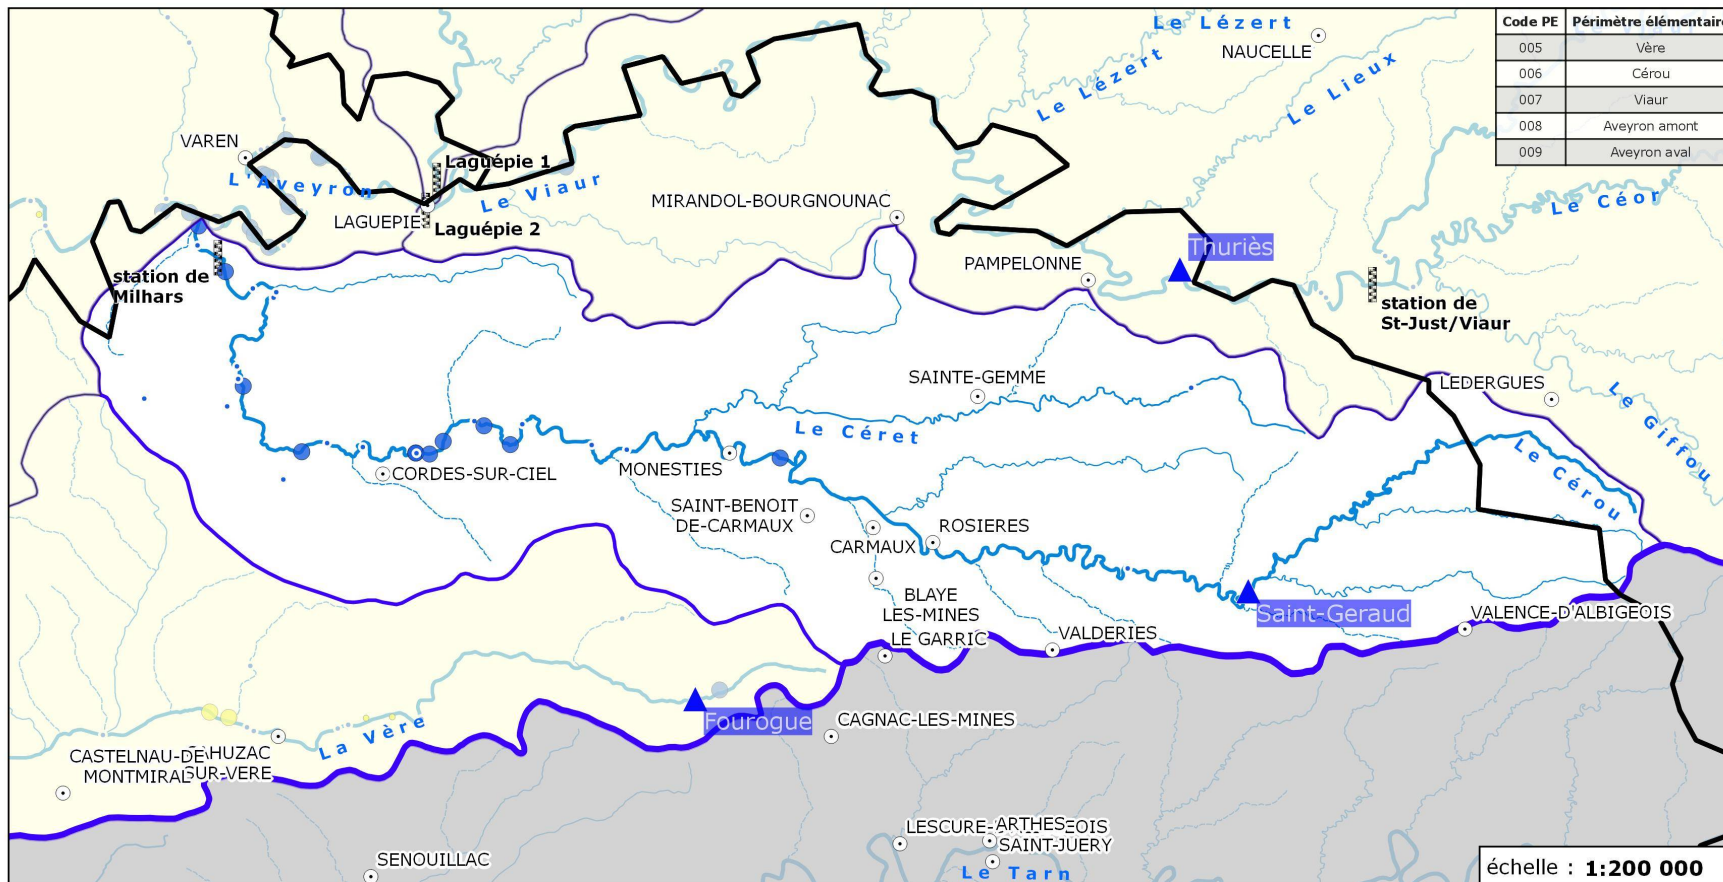 Le Lézert
NAUCELLE
Code PE Périmètre élémentaire
005 Vère
006 Cérou
007 Viaur
008 Aveyron amont
009 Aveyron aval
Le Lézert
Le Lieux
VAREN
Laguépie 1
L'Aveyron
Le Viaur
LAGUEPIE
Laguépie 2
MIRANDOL-BOURGNOUNAC
Le Céor
Thuriès
PAMPELONNE
station de
Milhars
station de
St-Just/Viaur
SAINTE-GEMME
LEDERGUES
Le Giffou
Le Céret
Le Cérou
CORDES-SUR-CIEL
MONESTIES
SAINT-BENOIT
DE-CARMAUX
ROSIERES
CARMAUX
BLAYE
LES-MINES
LE GARRIC
VALDERIES
Saint-Geraud
VALENCE-D'ALBIGEOIS
Fourogue
CAGNAC-LES-MINES
La Vère
CASTELNAU-DE
MONTMIRAL
CAHUZAC
SUR-VERE
LESCURE-
ARTHES
SAINT-JUERY
SENOUILLAC
Le Tarn
échelle : 1:200 000